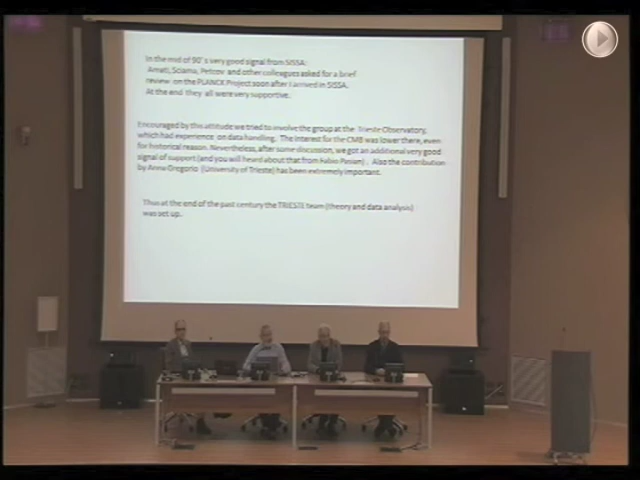 In the mid of 90's very good signal from SISSA:
Amati, Sciama, Petcov and other colleagues asked for a brief
review on the PLANCK Project soon after I arrived in SISSA.
At the end they all were very supportive.
Encouraged by this attitude we tried to involve the group at the Trieste Observatory,
which had experience on data handling. The interest for the CMB was lower there, even
for historical reason. Nevertheless, after some discussion, we got an additional very good
signal of support (and you will heard about that from Fabio Pasian) . Also the contribution
by Anna Gregorio (University of Trieste) has been extremely important.
Thus at the end of the past century the TRIESTE team (theory and data analysis)
was set up.